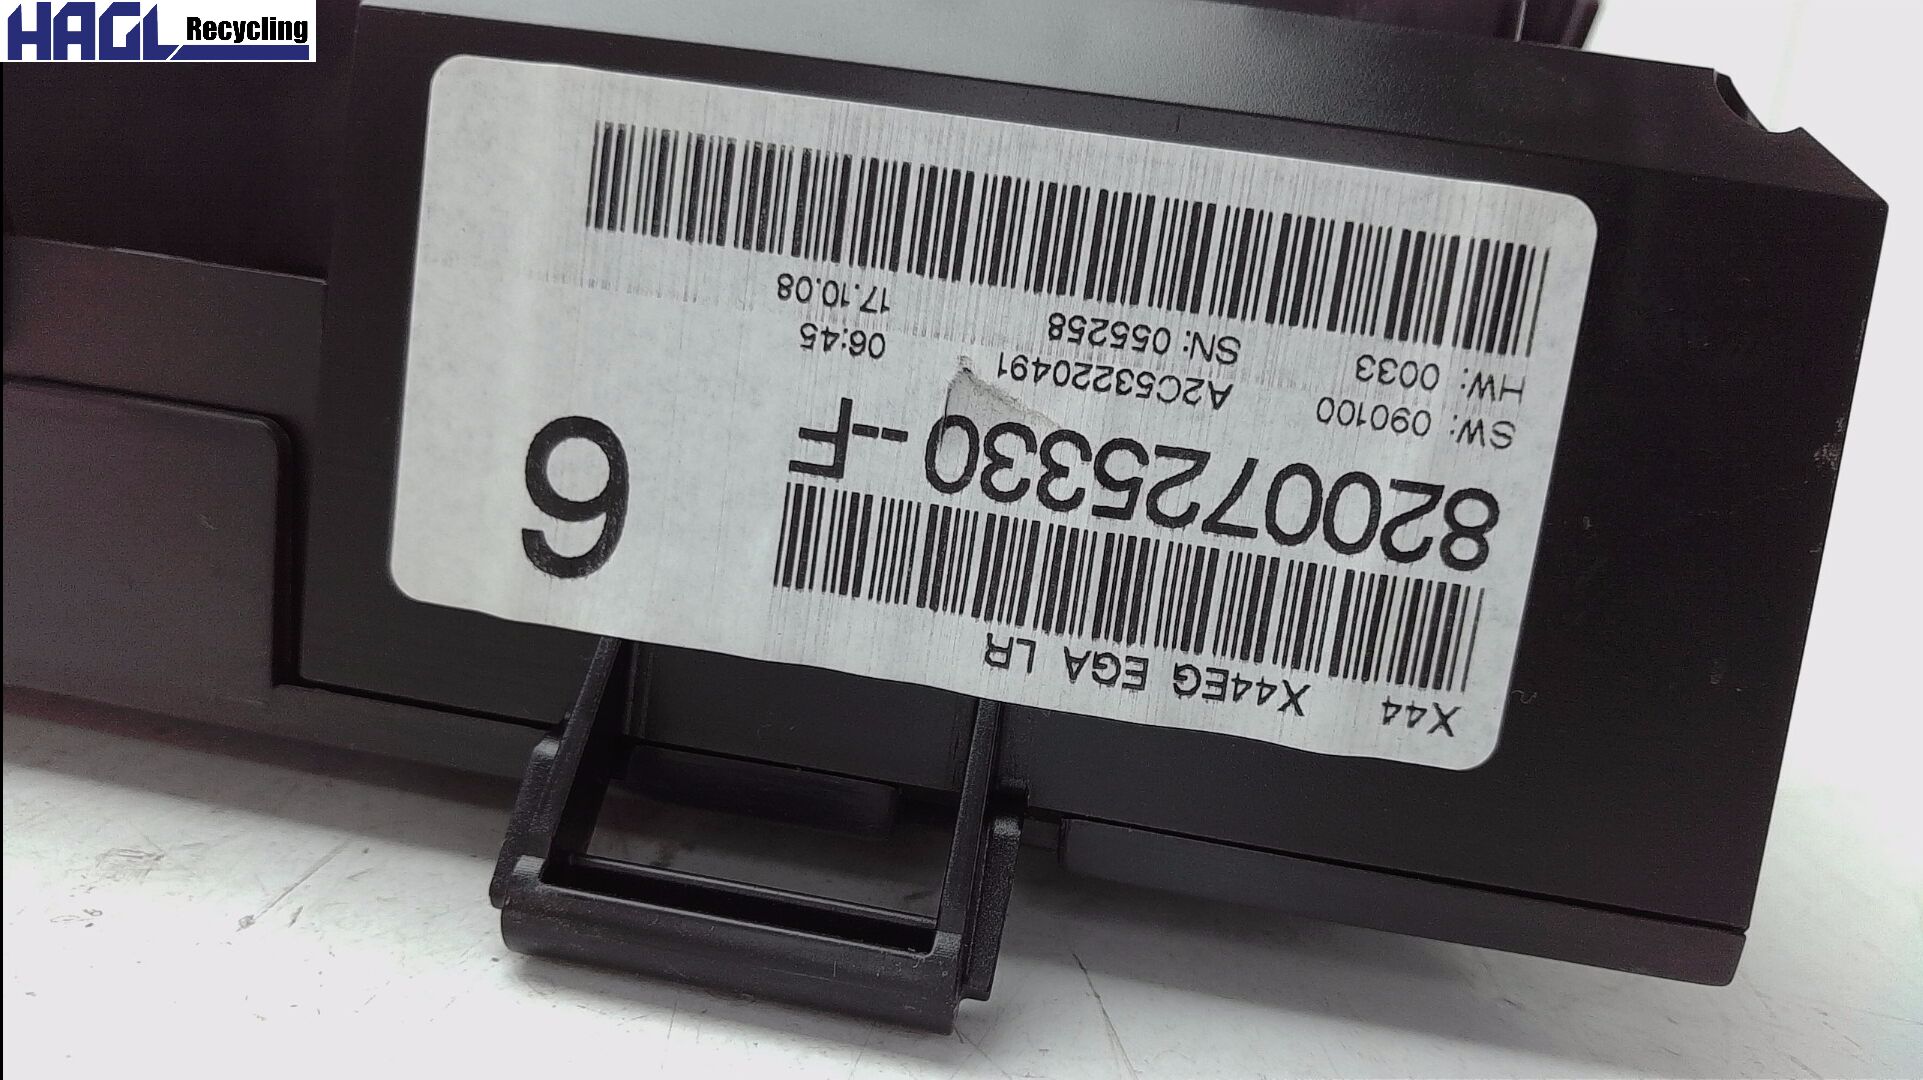 HAGL Recycling
X44 X44EG EGA LR
8200725330 --F
6
SW: 090100 A2C53220491 06:45
HW: 0033 SN: 055258 17.10.08